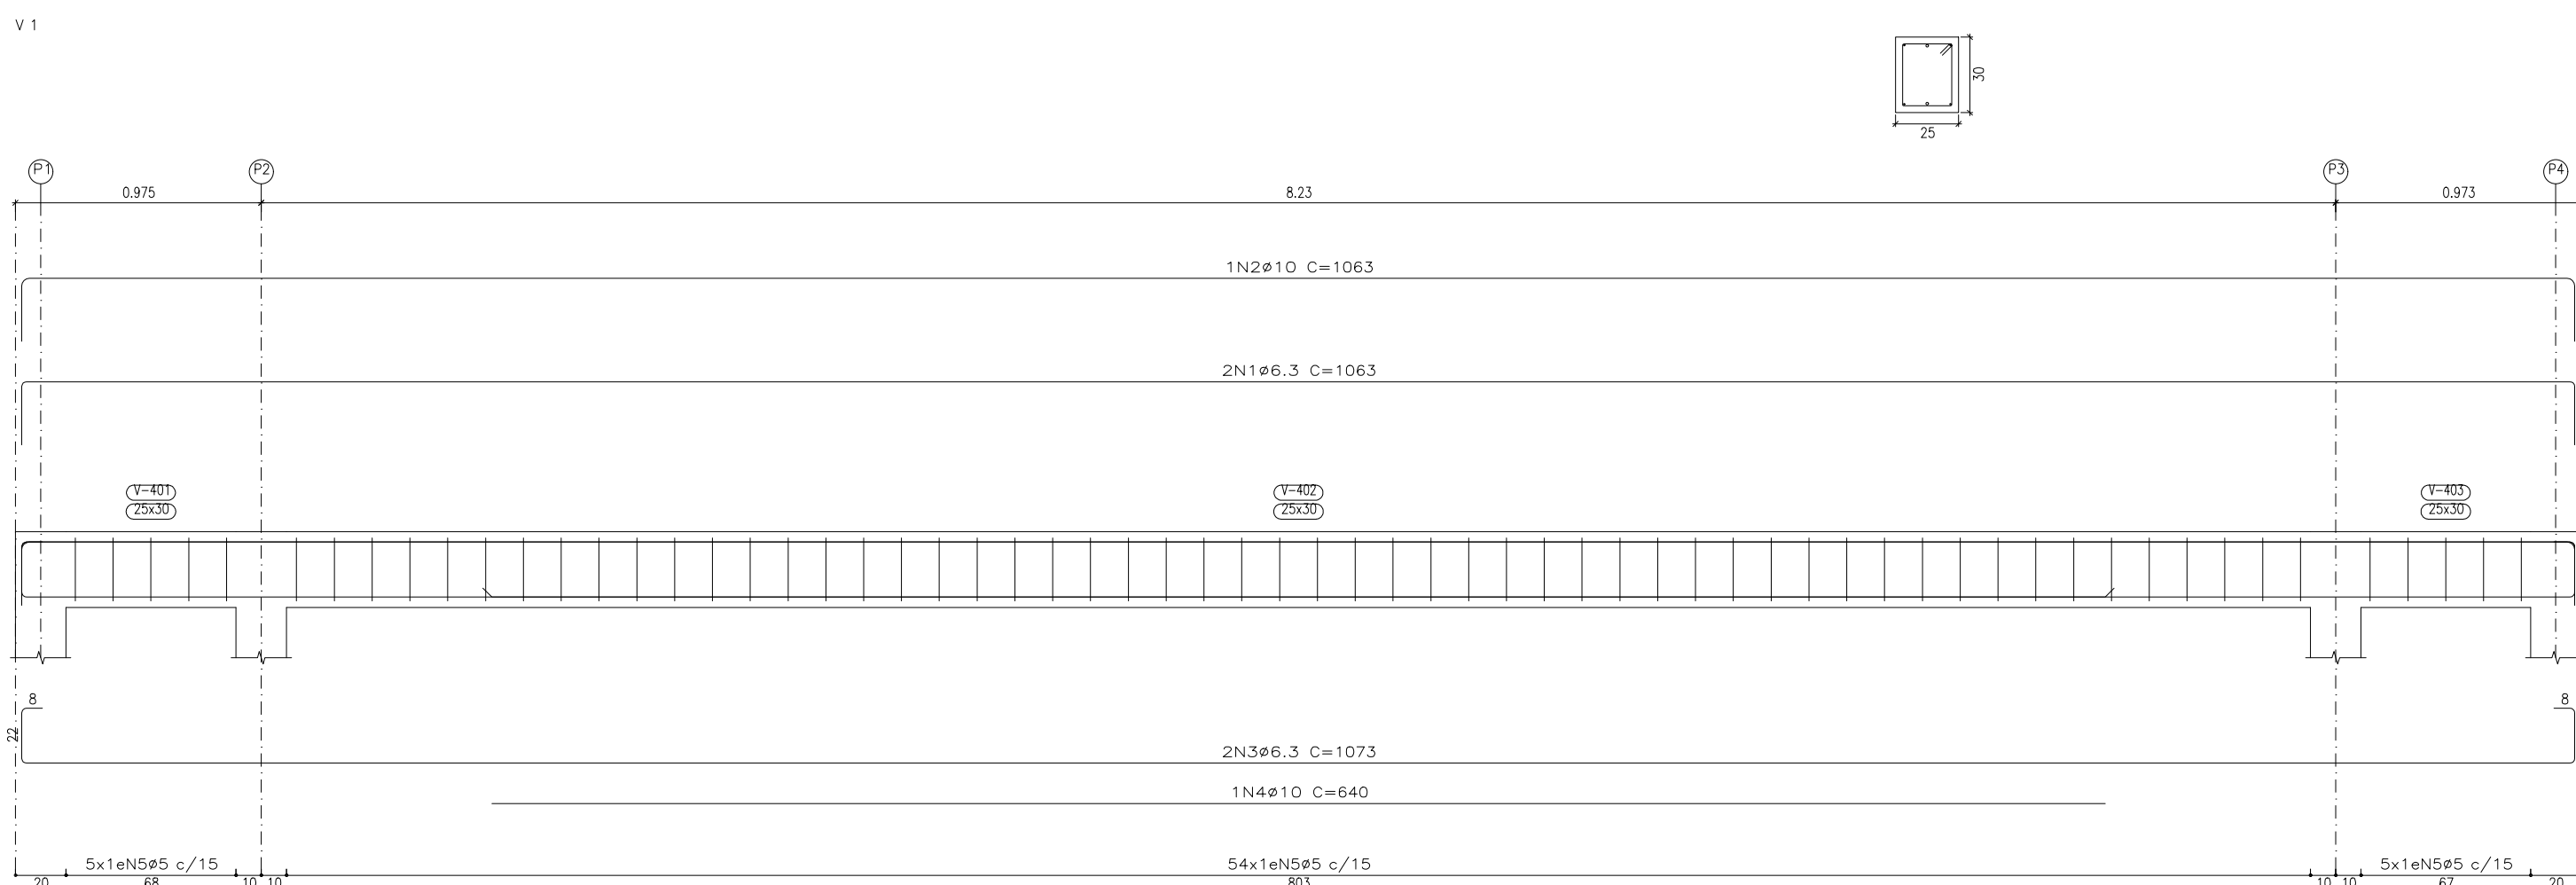 V 1
30
25
P1 P2 P3 P4
0.975 8.23 0.973
1N2ø10 C=1063
2N1ø6.3 C=1063
V-401 V-402 V-403
25x30 25x30 25x30
8 8
22
2N3ø6.3 C=1073
1N4ø10 C=640
5x1eN5ø5 c/15 54x1eN5ø5 c/15 5x1eN5ø5 c/15
20 68 10 10 803 10 10 67 20